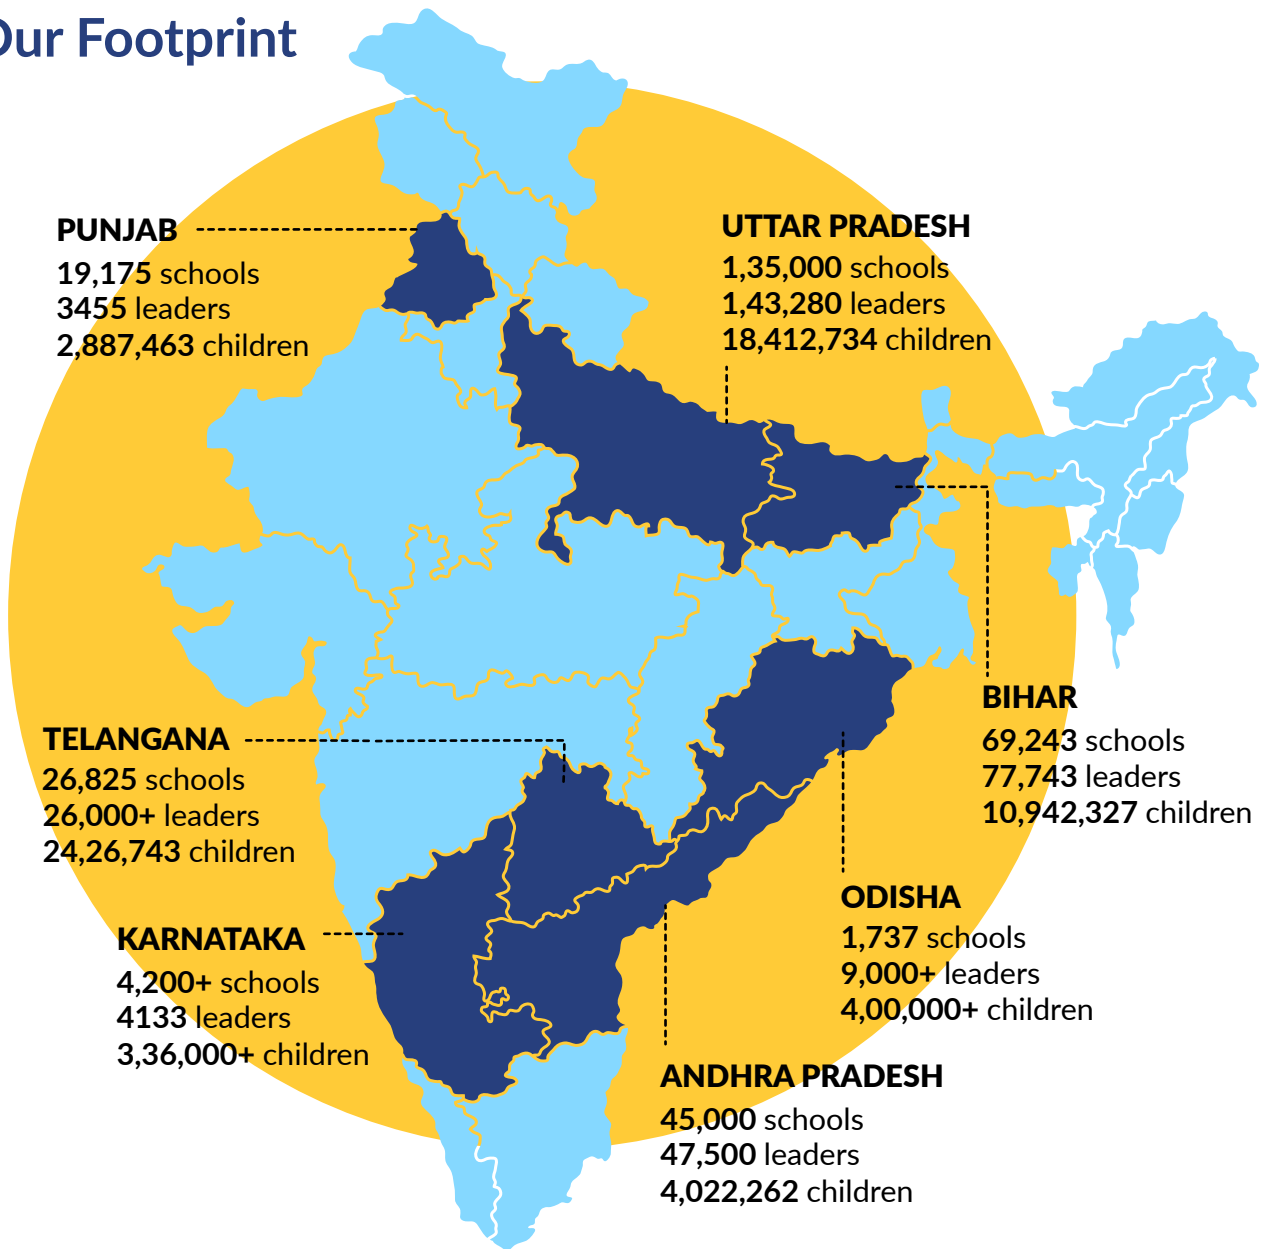 Our Footprint
PUNJAB
19,175 schools
3455 leaders
2,887,463 children
UTTAR PRADESH
1,35,000 schools
1,43,280 leaders
18,412,734 children
TELANGANA
26,825 schools
26,000+ leaders
24,26,743 children
BIHAR
69,243 schools
77,743 leaders
10,942,327 children
KARNATAKA
4,200+ schools
4133 leaders
3,36,000+ children
ODISHA
1,737 schools
9,000+ leaders
4,00,000+ children
ANDHRA PRADESH
45,000 schools
47,500 leaders
4,022,262 children